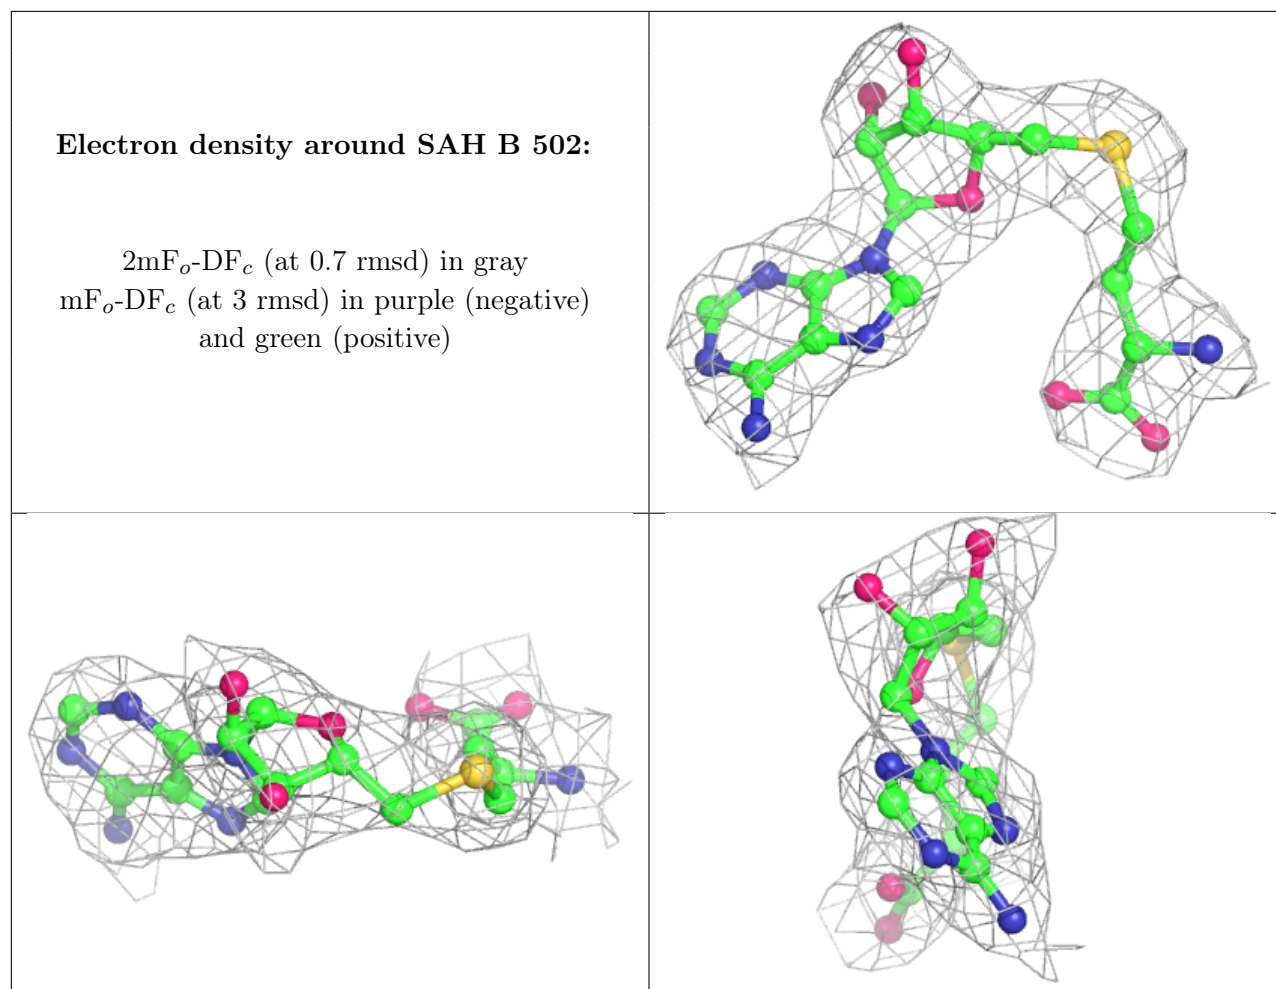 Electron density around SAH B 502:
2mFₒ-DF𝒸 (at 0.7 rmsd) in gray
mFₒ-DF𝒸 (at 3 rmsd) in purple (negative)
and green (positive)